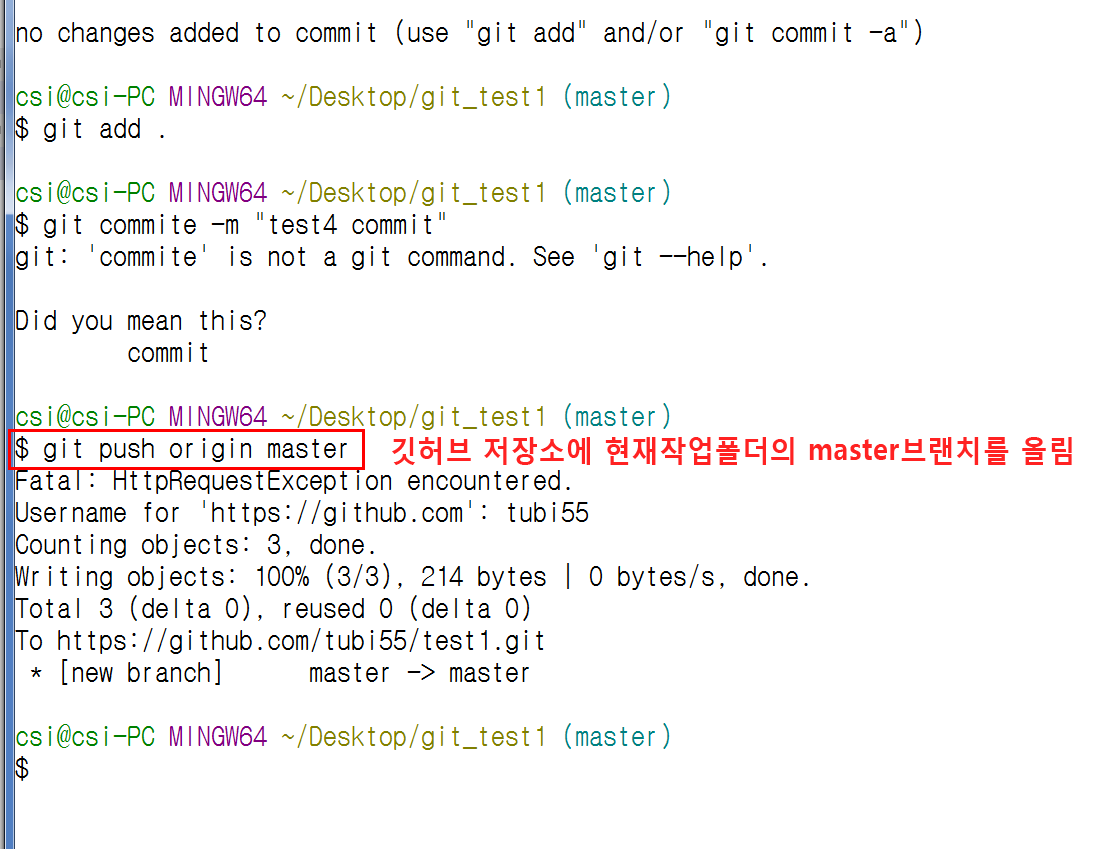 no changes added to commit (use "git add" and/or "git commit -a")
csi@csi-PC MINGW64 ~/Desktop/git_test1 (master)
$ git add .
csi@csi-PC MINGW64 ~/Desktop/git_test1 (master)
$ git commite -m "test4 commit"
git: 'commite' is not a git command. See 'git --help'.
Did you mean this?
        commit
csi@csi-PC MINGW64 ~/Desktop/git_test1 (master)
$ git push origin master 깃허브 저장소에 현재작업폴더의 master브랜치를 올림
Fatal: HttpRequestException encountered.
Username for 'https://github.com': tubi55
Counting objects: 3, done.
Writing objects: 100% (3/3), 214 bytes | 0 bytes/s, done.
Total 3 (delta 0), reused 0 (delta 0)
To https://github.com/tubi55/test1.git
 * [new branch]      master -> master
csi@csi-PC MINGW64 ~/Desktop/git_test1 (master)
$